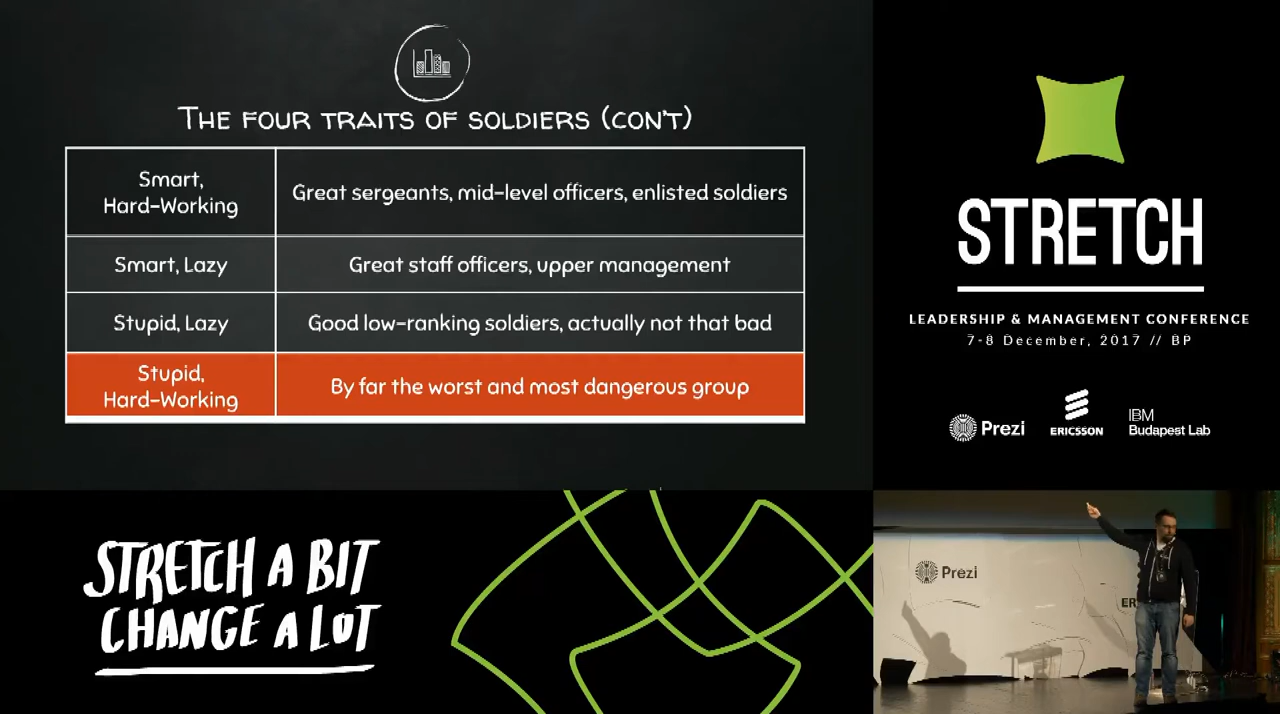 THE FOUR TRAITS OF SOLDIERS (CON'T)
Smart,
Hard-Working
Great sergeants, mid-level officers, enlisted soldiers
Smart, Lazy
Great staff officers, upper management
Stupid, Lazy
Good low-ranking soldiers, actually not that bad
Stupid,
Hard-Working
By far the worst and most dangerous group
STRETCH
LEADERSHIP & MANAGEMENT CONFERENCE
7-8 December, 2017 // BP
Prezi
ERICSSON
IBM
Budapest Lab
STRETCH A BIT
CHANGE A LOT
Prezi
ER